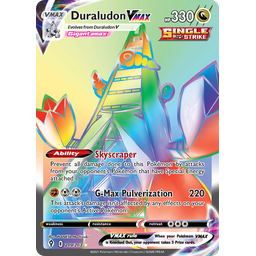 VMAX Duraludon VMAX HP 330
Evolves from Duraludon V
Gigantamax
SINGLE STRIKE
Ability Skyscraper
Prevent all damage done to this Pokémon by attacks
from your opponent's Pokémon that have Special Energy
attached.
G-Max Pulverization 220
This attack's damage isn't affected by any effects on your
opponent's Active Pokémon.
weakness resistance retreat
VMAX rule When your Pokémon VMAX
is Knocked Out, your opponent takes 3 Prize cards.